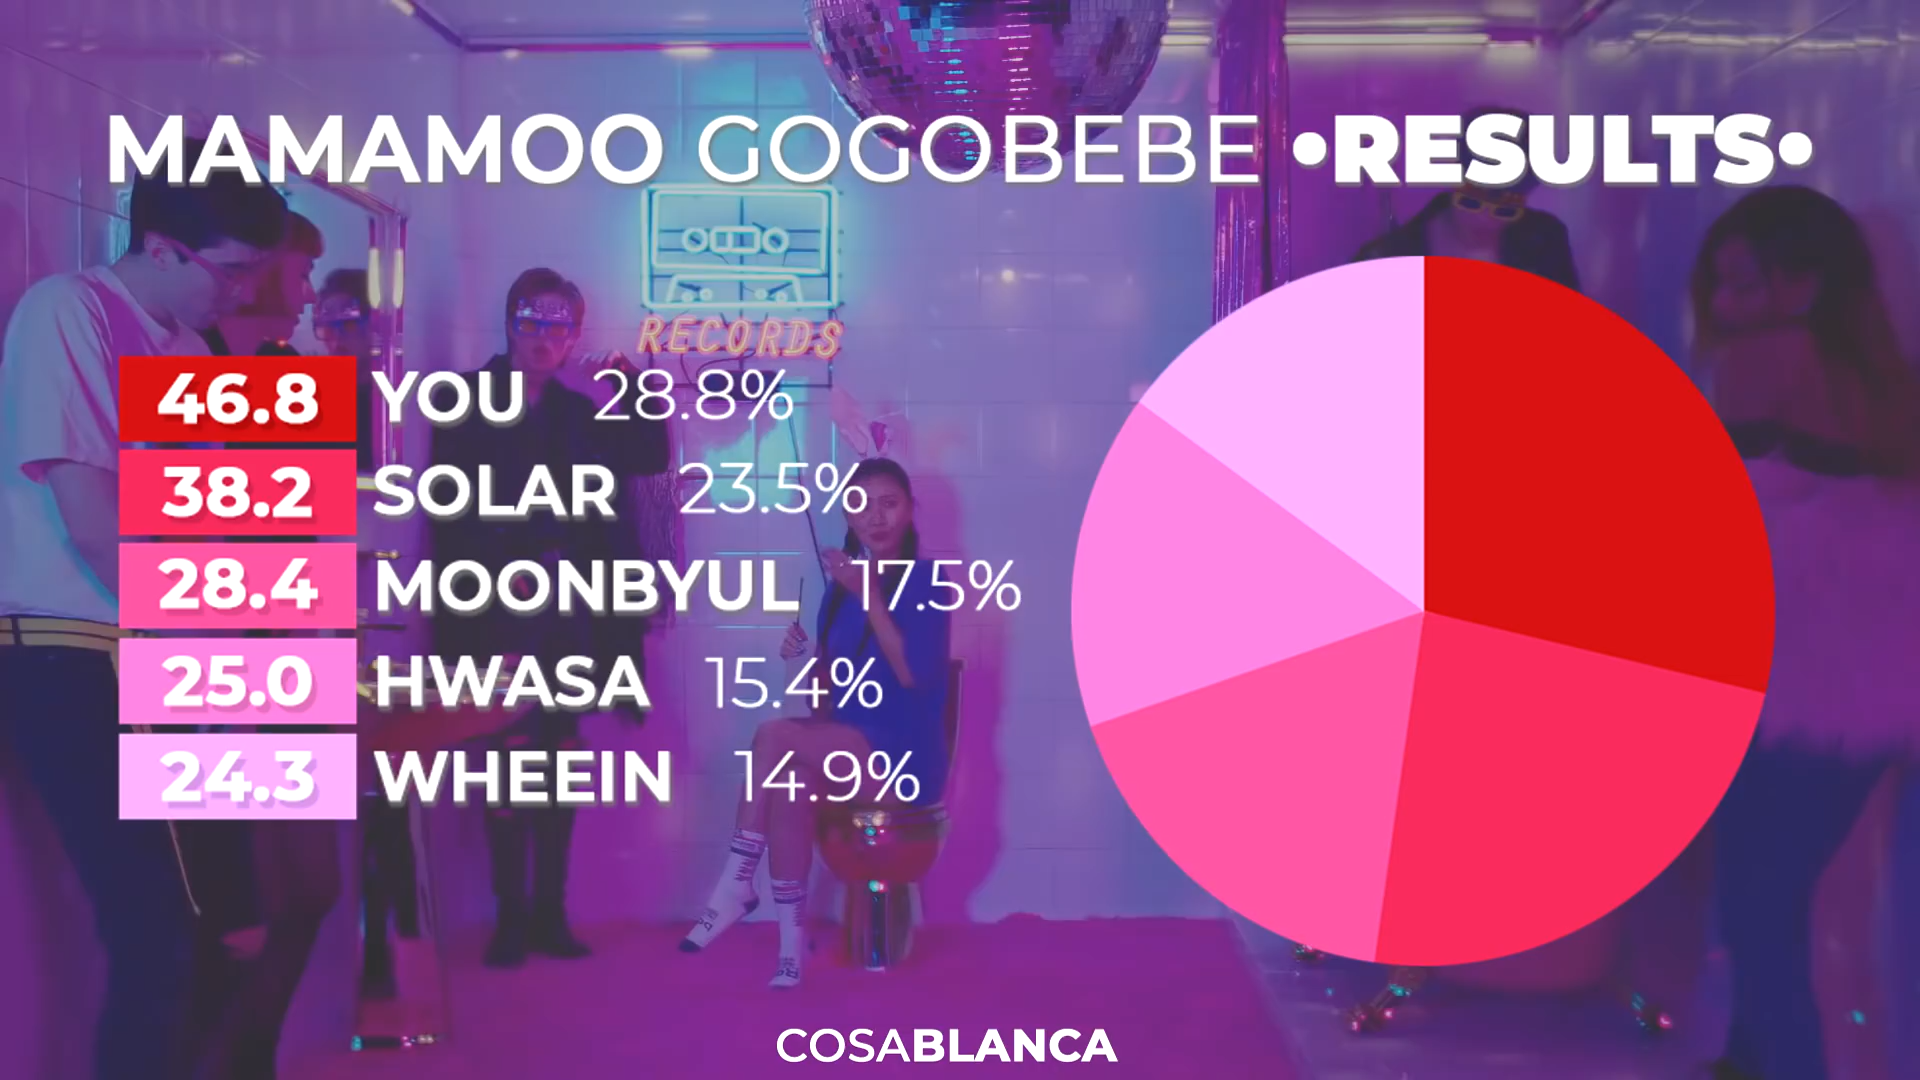 MAMAMOO GOGOBEBE •RESULTS•
RECORDS
46.8 YOU 28.8%
38.2 SOLAR 23.5%
28.4 MOONBYUL 17.5%
25.0 HWASA 15.4%
24.3 WHEEIN 14.9%
COSABLANCA